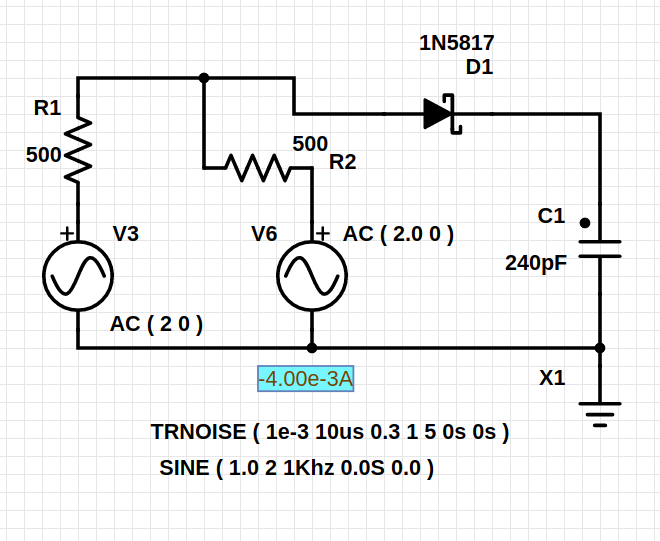 1N5817
D1
R1
500
500
R2
V3
V6
AC ( 2.0 0 )
C1
240pF
AC ( 2 0 )
-4.00e-3A
X1
TRNOISE ( 1e-3 10us 0.3 1 5 0s 0s )
SINE ( 1.0 2 1Khz 0.0S 0.0 )